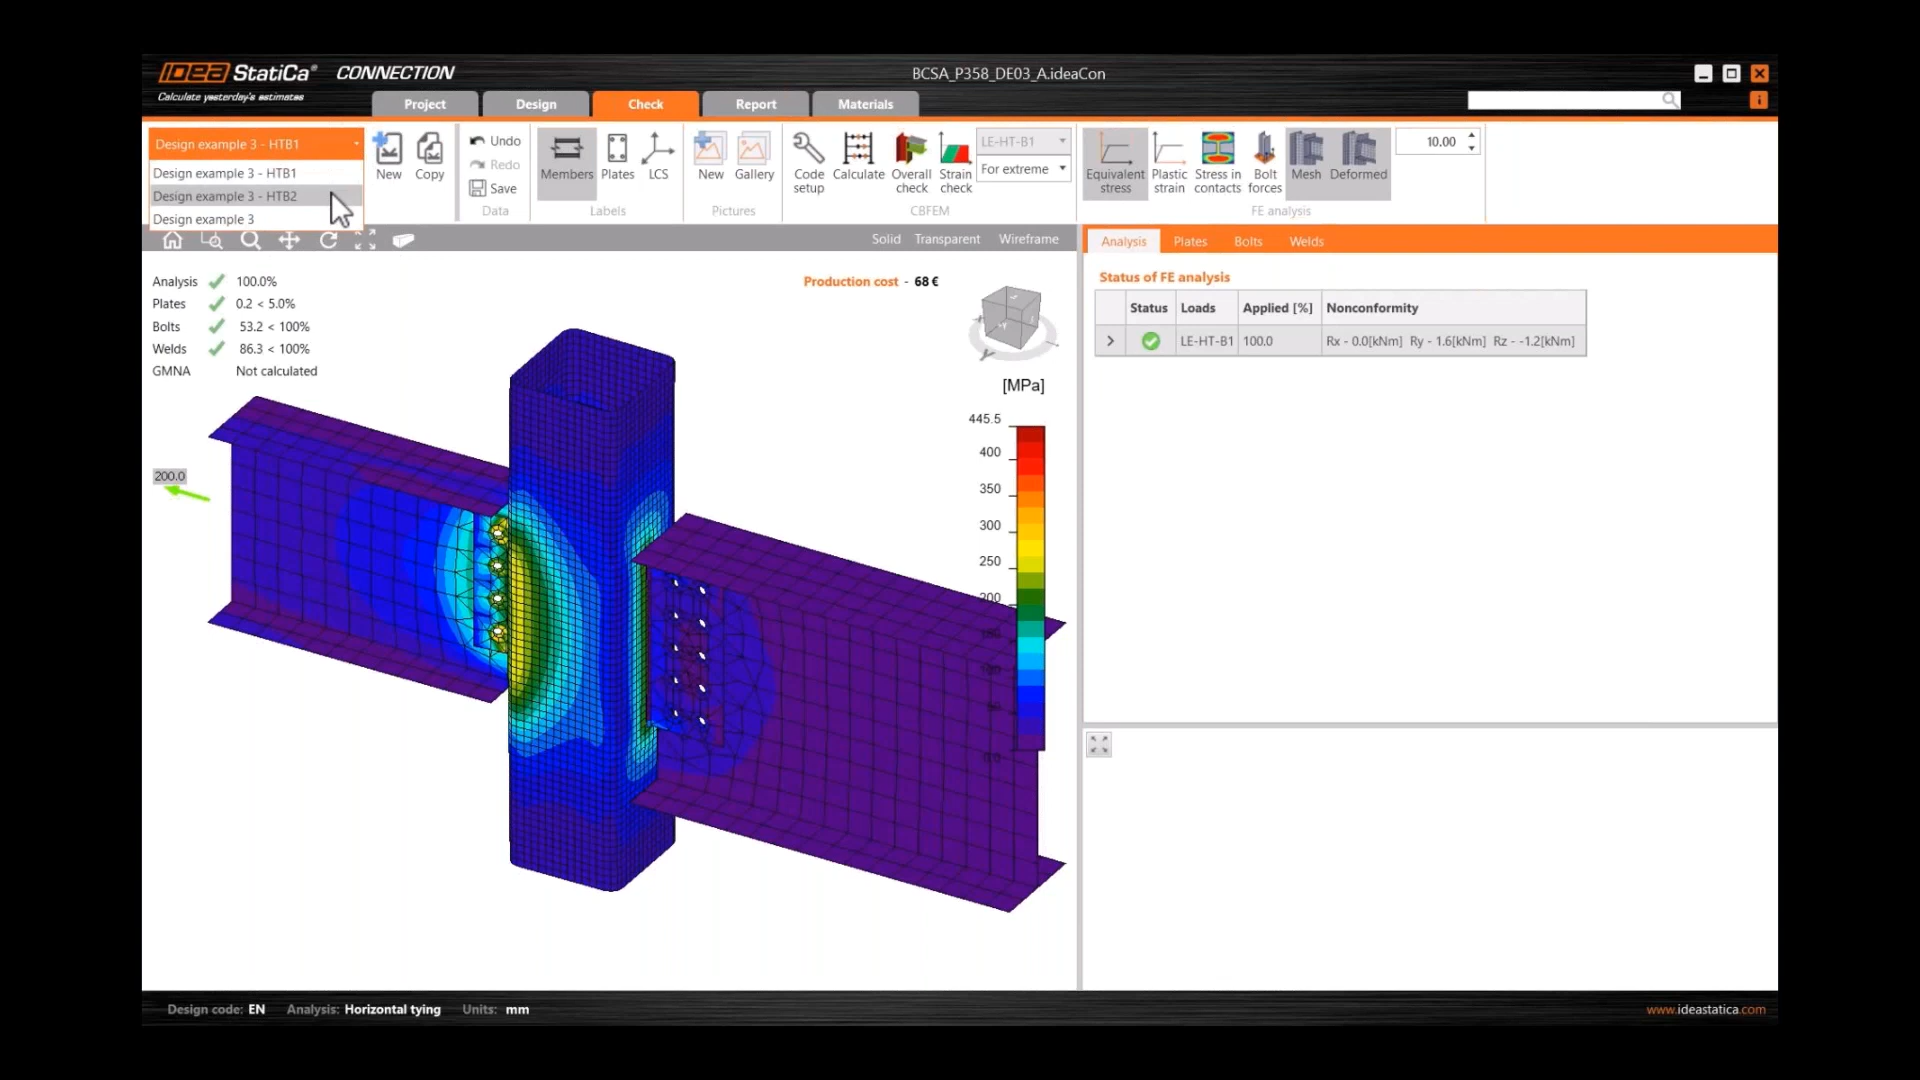 IDEA StatiCa® CONNECTION
Calculate yesterday's estimates
BCSA_P358_DE03_A.ideaCon
Project Design Check Report Materials
Design example 3 - HTB1
Design example 3 - HTB1
Design example 3 - HTB2
Design example 3
New Copy
Undo
Redo
Save
Data
Members Plates LCS
Labels
New Gallery
Pictures
Code setup Calculate Overall check Strain check
LE-HT-B1
For extreme
CBFEM
Equivalent stress Plastic strain Stress in contacts Bolt forces Mesh Deformed
10.00
FE analysis
Solid Transparent Wireframe
Analysis 100.0%
Plates 0.2 < 5.0%
Bolts 53.2 < 100%
Welds 86.3 < 100%
GMNA Not calculated
Production cost - 68 €
200.0
[MPa]
445.5
400
350
300
250
200
150
100
50
0.0
Analysis Plates Bolts Welds
Status of FE analysis
Status Loads Applied [%] Nonconformity
LE-HT-B1 100.0 Rx - 0.0[kNm] Ry - 1.6[kNm] Rz - -1.2[kNm]
Design code: EN Analysis: Horizontal tying Units: mm
www.ideastatica.com